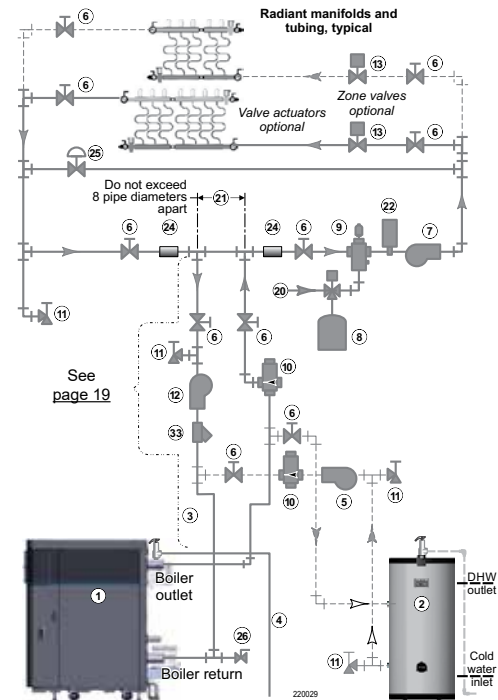 Radiant manifolds and
tubing, typical
6
6
13
6
Valve actuators
optional
Zone valves
optional
13
6
25
Do not exceed
8 pipe diameters
apart
21
6
24
24
6
9
22
7
20
8
11
6
6
11
10
12
See
page 19
33
6
6
10
5
11
3
1
Boiler
outlet
4
2
DHW
outlet
26
11
Cold
water
inlet
Boiler return
220029